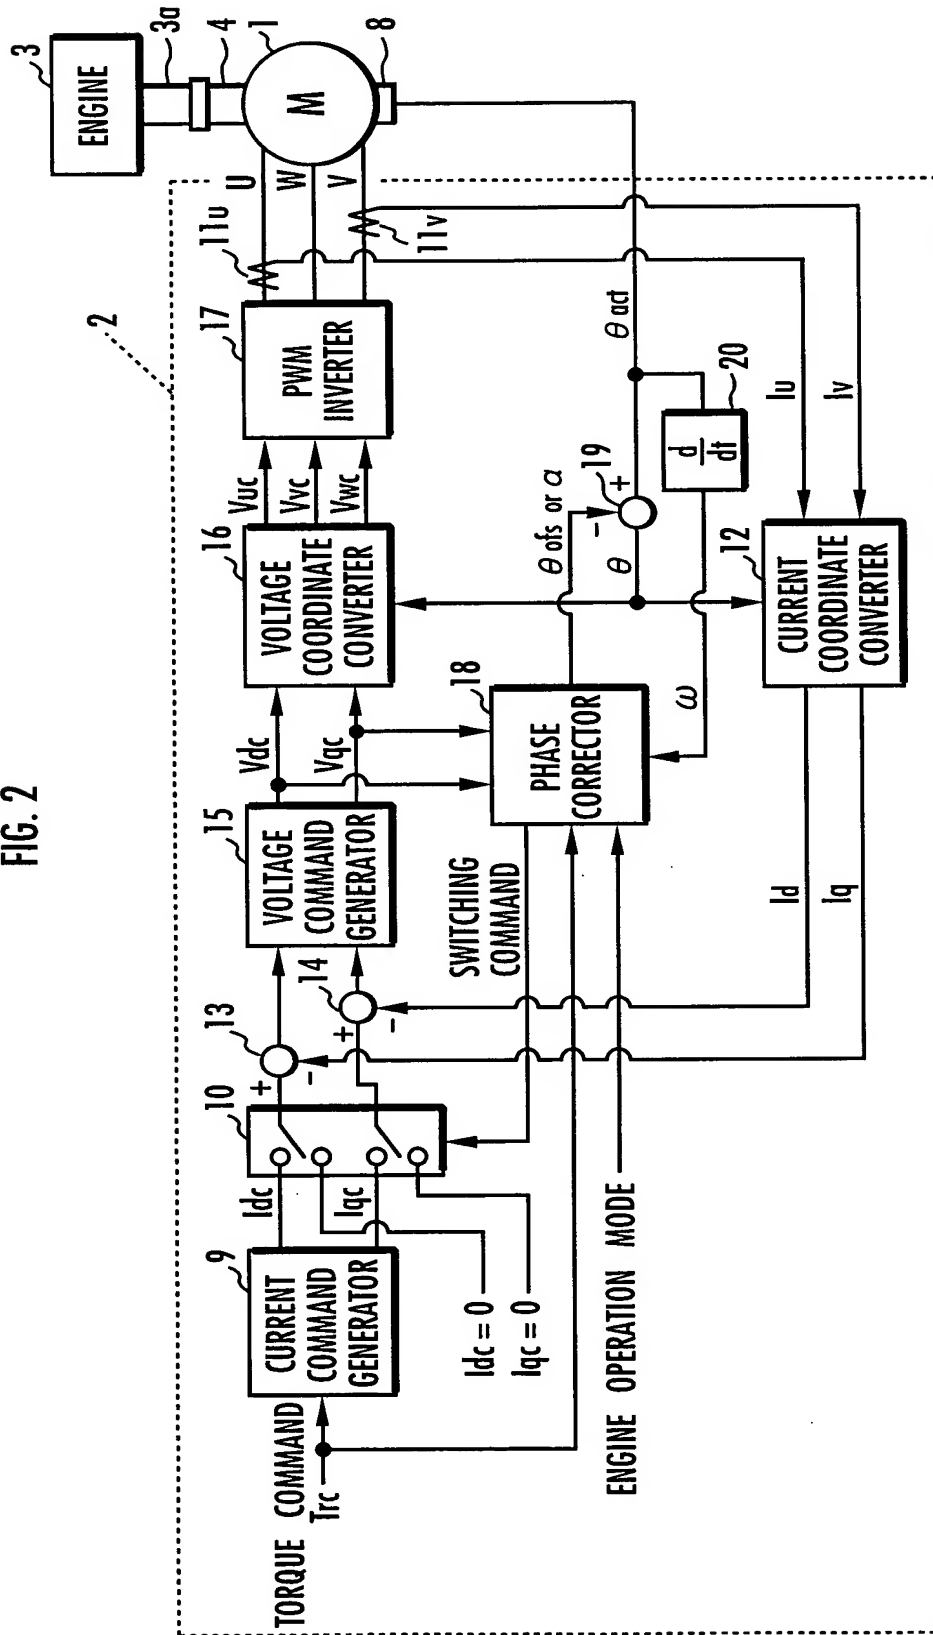 FIG. 2
3
ENGINE
3a
4
1
M
8
2
U
W
V
11u
11v
17
PWM
INVERTER
Vuc
Vvc
Vwc
16
VOLTAGE
COORDINATE
CONVERTER
Vdc
Vqc
15
VOLTAGE
COMMAND
GENERATOR
13
+
-
14
+
-
10
Idc
Iqc
9
CURRENT
COMMAND
GENERATOR
TORQUE COMMAND
Trc
Idc = 0
Iqc = 0
SWITCHING
COMMAND
18
PHASE
CORRECTOR
θ ofs or α
θ
19
+
-
θ act
20
d
dt
ω
ENGINE OPERATION MODE
Iu
Iv
12
CURRENT
COORDINATE
CONVERTER
Id
Iq